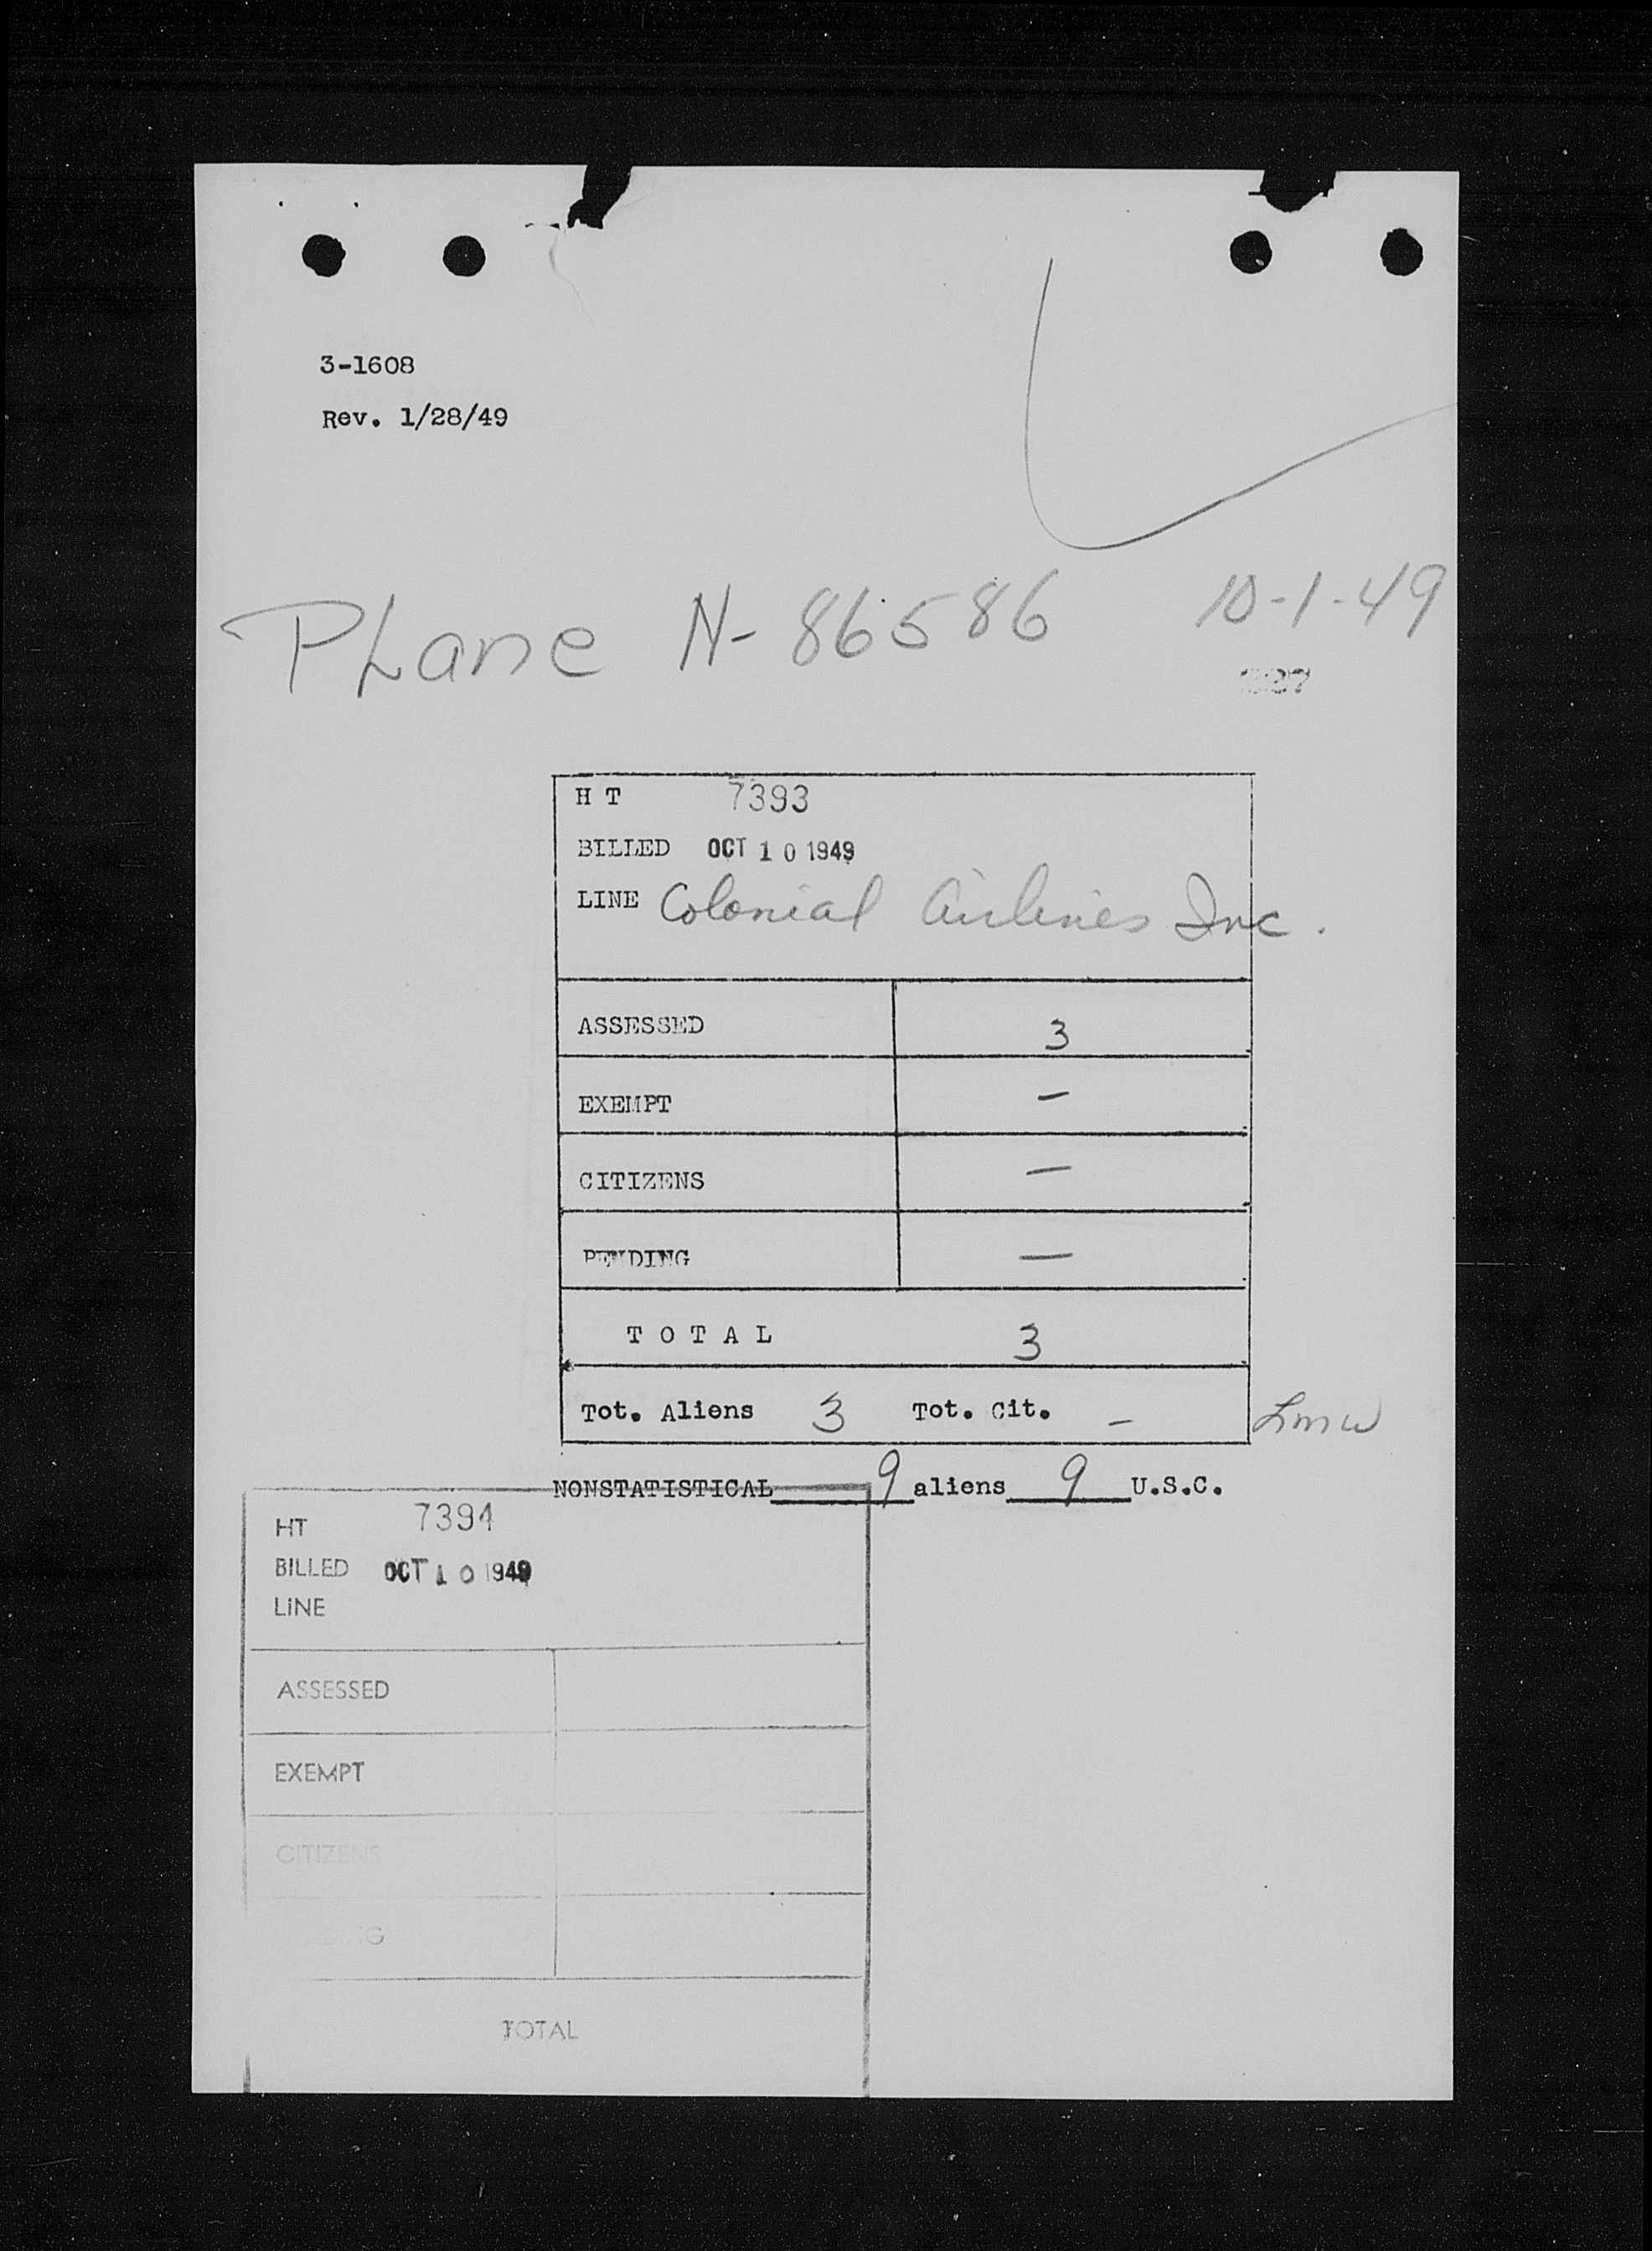 3-1608
Rev. 1/28/49
PLane N-86586 10-1-49
H T 7393
BILLED OCT 10 1949
LINE Colonial Airlines Inc.
ASSESSED 3
EXEMPT –
CITIZENS –
PENDING –
T O T A L 3
Tot. Aliens 3 Tot. Cit. – Lmw
NONSTATISTICAL 9 aliens 9 U.S.C.
HT 7394
BILLED OCT 10 1949
LINE
ASSESSED
EXEMPT
CITIZENS
TOTAL